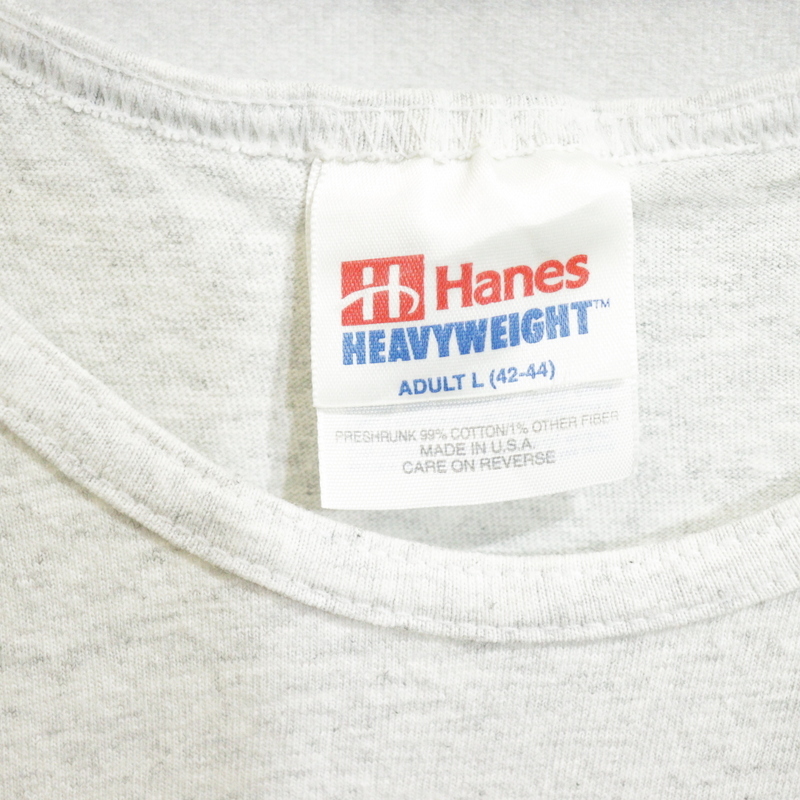 H Hanes
HEAVYWEIGHT™
ADULT L (42-44)
PRESHRUNK 99% COTTON/1% OTHER FIBER
MADE IN U.S.A.
CARE ON REVERSE